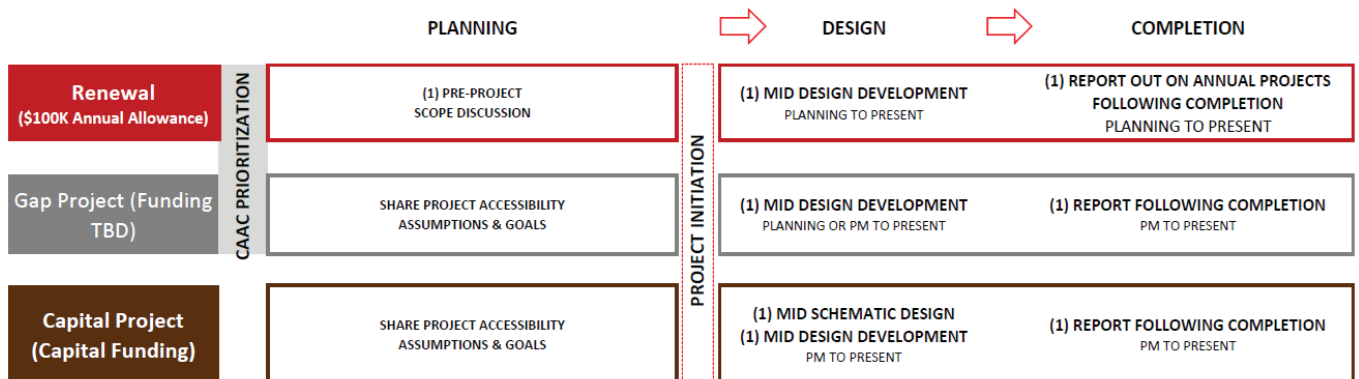 PLANNING
DESIGN
COMPLETION
Renewal
($100K Annual Allowance)
CAAC PRIORITIZATION
(1) PRE-PROJECT
SCOPE DISCUSSION
PROJECT INITIATION
(1) MID DESIGN DEVELOPMENT
PLANNING TO PRESENT
(1) REPORT OUT ON ANNUAL PROJECTS
FOLLOWING COMPLETION
PLANNING TO PRESENT
Gap Project (Funding
TBD)
SHARE PROJECT ACCESSIBILITY
ASSUMPTIONS & GOALS
(1) MID DESIGN DEVELOPMENT
PLANNING OR PM TO PRESENT
(1) REPORT FOLLOWING COMPLETION
PM TO PRESENT
Capital Project
(Capital Funding)
SHARE PROJECT ACCESSIBILITY
ASSUMPTIONS & GOALS
(1) MID SCHEMATIC DESIGN
(1) MID DESIGN DEVELOPMENT
PM TO PRESENT
(1) REPORT FOLLOWING COMPLETION
PM TO PRESENT